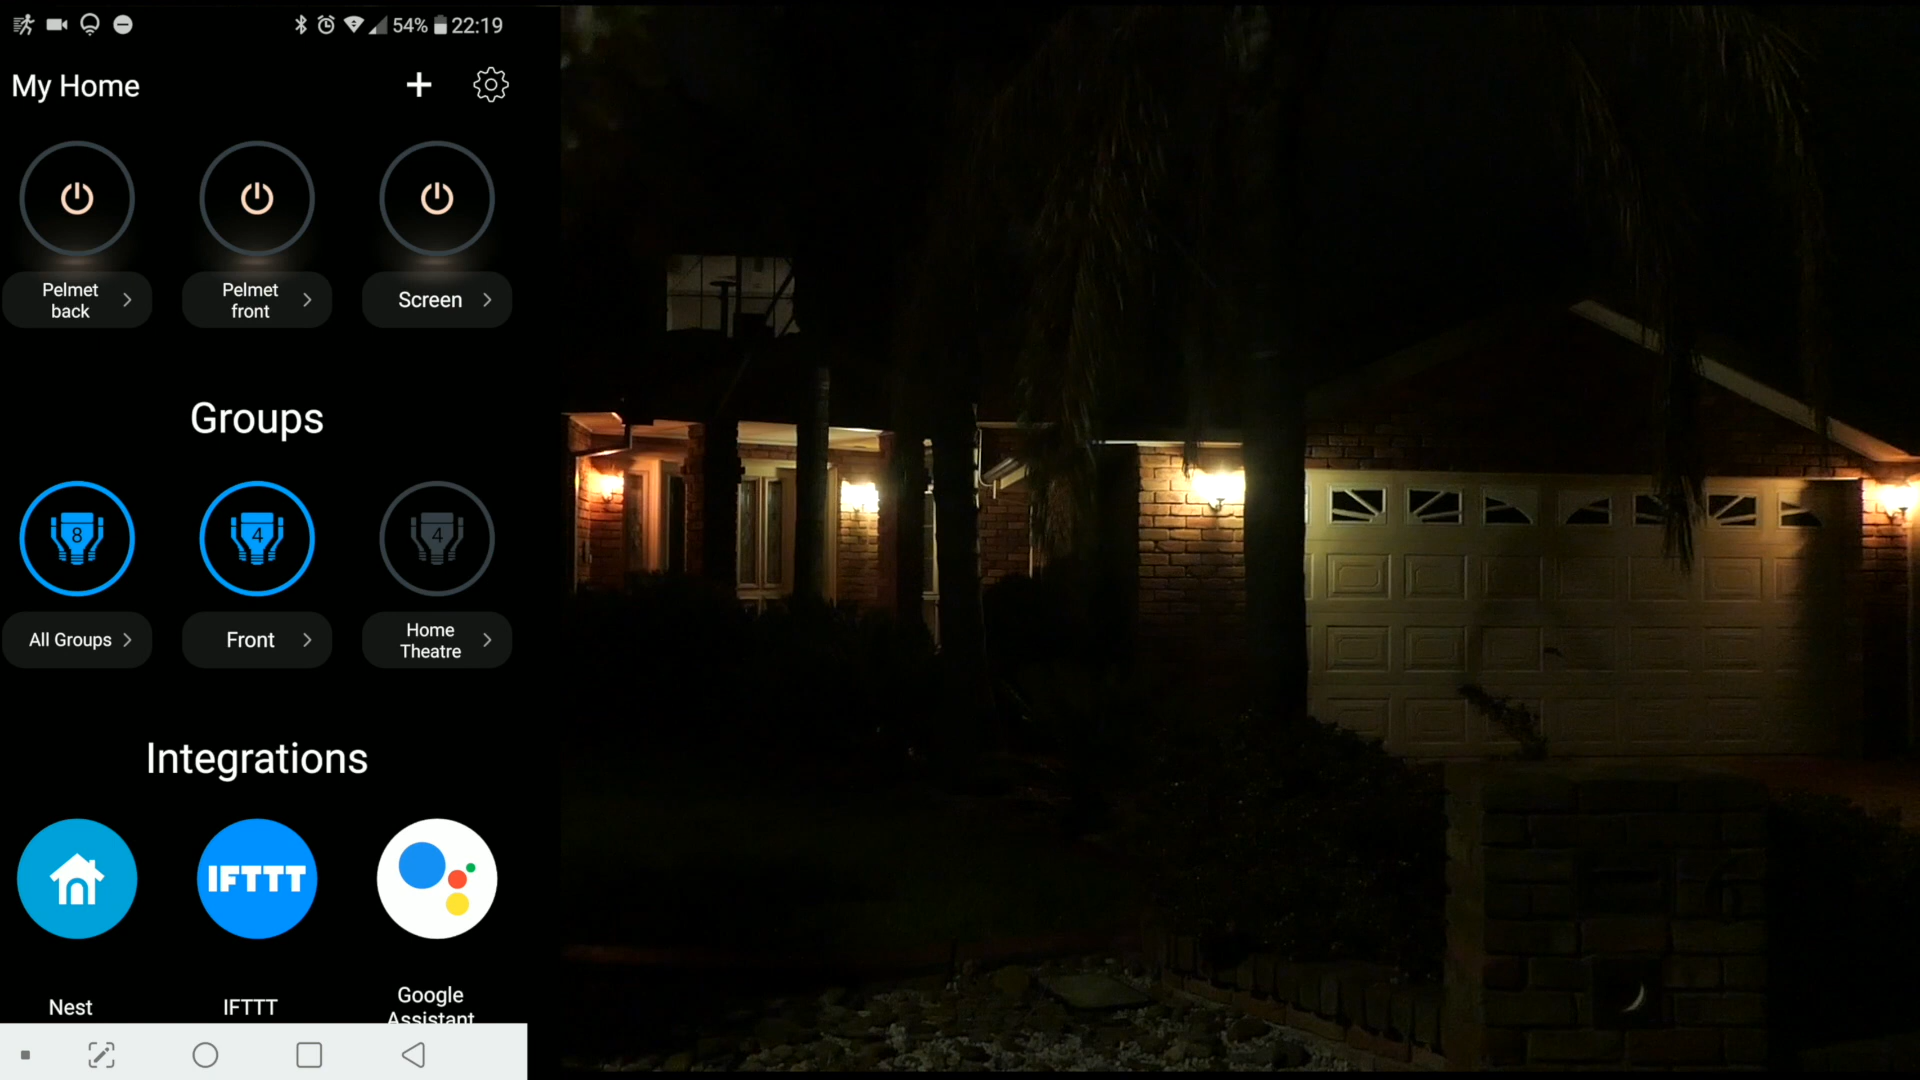 54% 22:19
My Home
Pelmet
back
Pelmet
front
Screen
Groups
8
4
4
All Groups
Front
Home
Theatre
Integrations
IFTTT
Nest
IFTTT
Google
Assistant